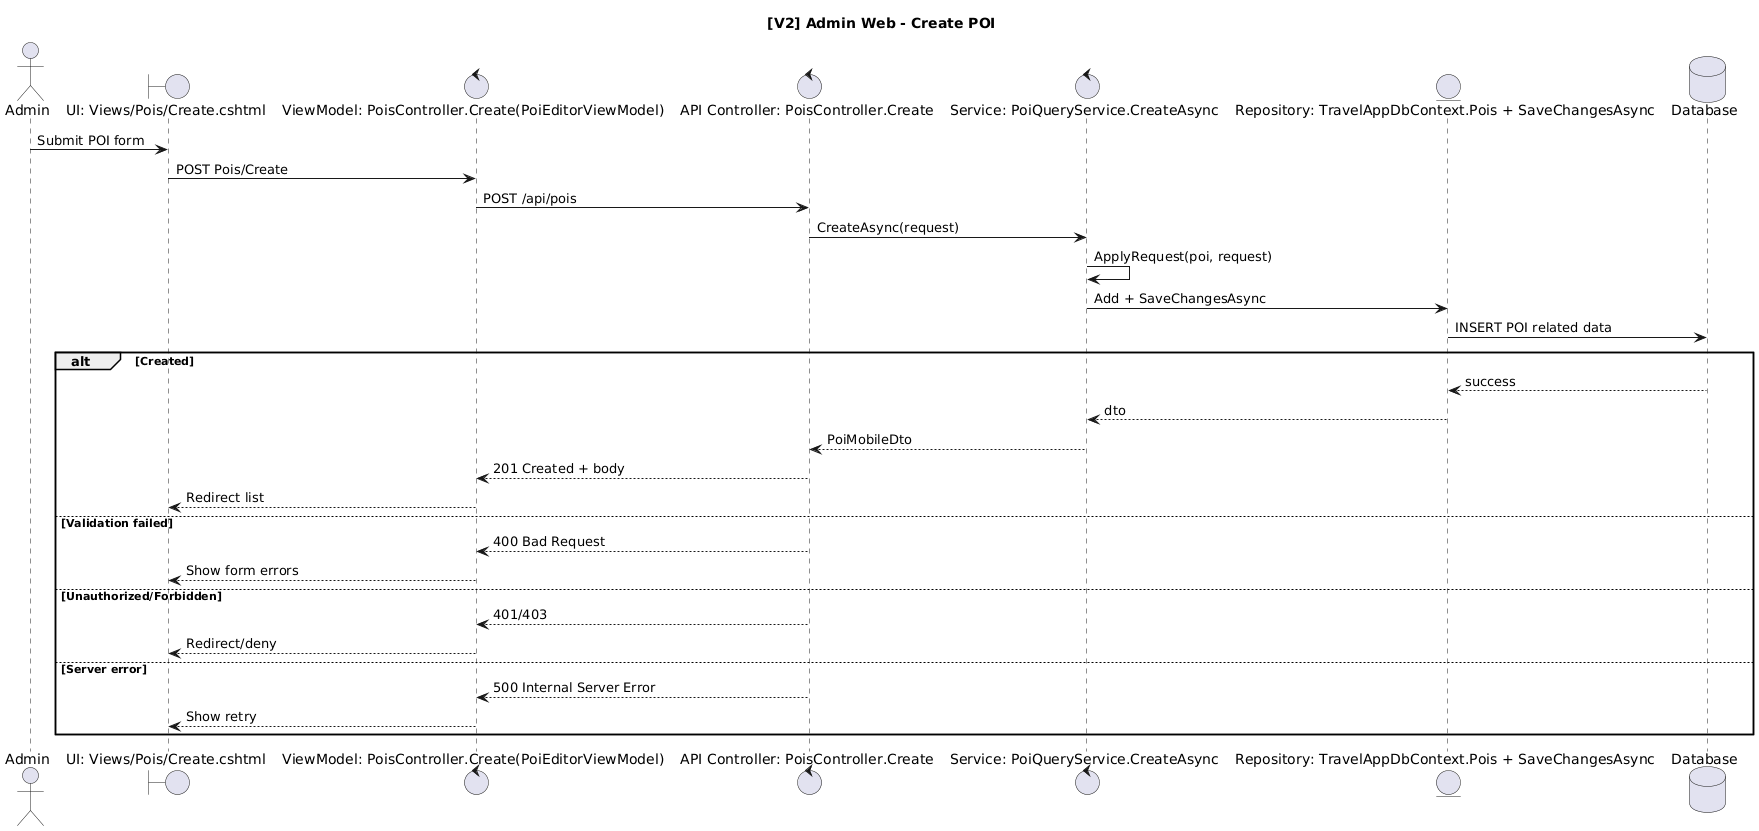 [V2] Admin Web - Create POI
Admin
UI: Views/Pois/Create.cshtml
ViewModel: PoisController.Create(PoiEditorViewModel)
API Controller: PoisController.Create
Service: PoiQueryService.CreateAsync
Repository: TravelAppDbContext.Pois + SaveChangesAsync
Database
Submit POI form
POST Pois/Create
POST /api/pois
CreateAsync(request)
ApplyRequest(poi, request)
Add + SaveChangesAsync
INSERT POI related data
alt
[Created]
success
dto
PoiMobileDto
201 Created + body
Redirect list
[Validation failed]
400 Bad Request
Show form errors
[Unauthorized/Forbidden]
401/403
Redirect/deny
[Server error]
500 Internal Server Error
Show retry
Admin
UI: Views/Pois/Create.cshtml
ViewModel: PoisController.Create(PoiEditorViewModel)
API Controller: PoisController.Create
Service: PoiQueryService.CreateAsync
Repository: TravelAppDbContext.Pois + SaveChangesAsync
Database